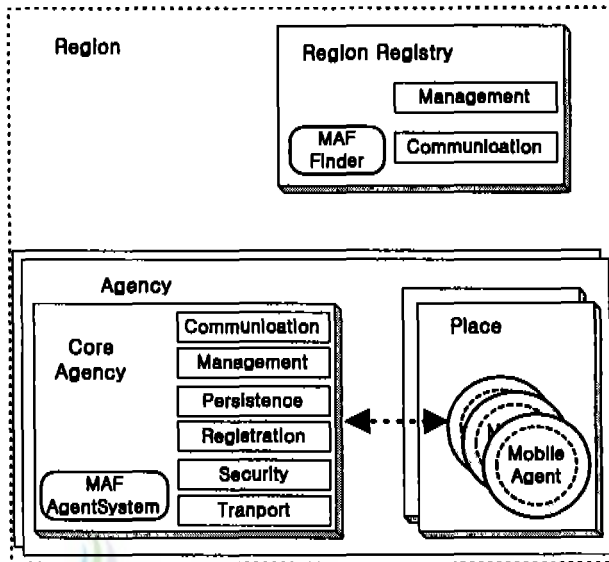 Region
Region Registry
Management
MAF
Finder
Communication
Agency
Core
Agency
Communication
Management
Persistence
Registration
Security
Tranport
MAF
AgentSystem
Place
M
Mobile
Agent